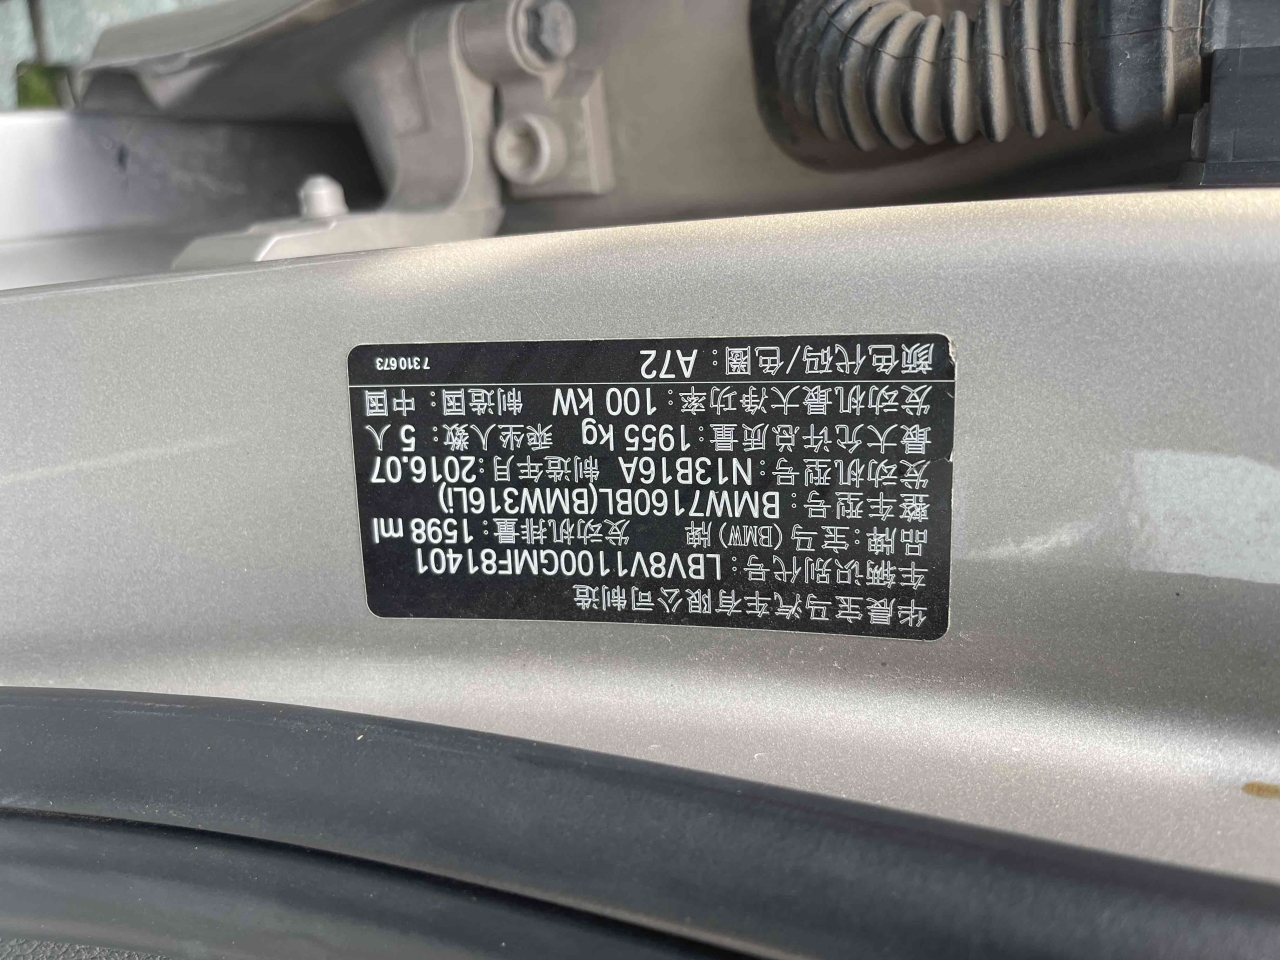 华晨宝马汽车有限公司制造
车辆识别代号：LBV8V1100GMF81401
品牌：宝马(BMW)牌 发动机排量：1598 ml
整车型号：BMW7160BL(BMW316Li)
发动机型号：N13B16A 制造年月：2016.07
最大允许总质量：1955 kg 乘坐人数：5 人
发动机最大净功率：100 kW 制造国：中国
颜色代码/色圖：A72 7 310 673